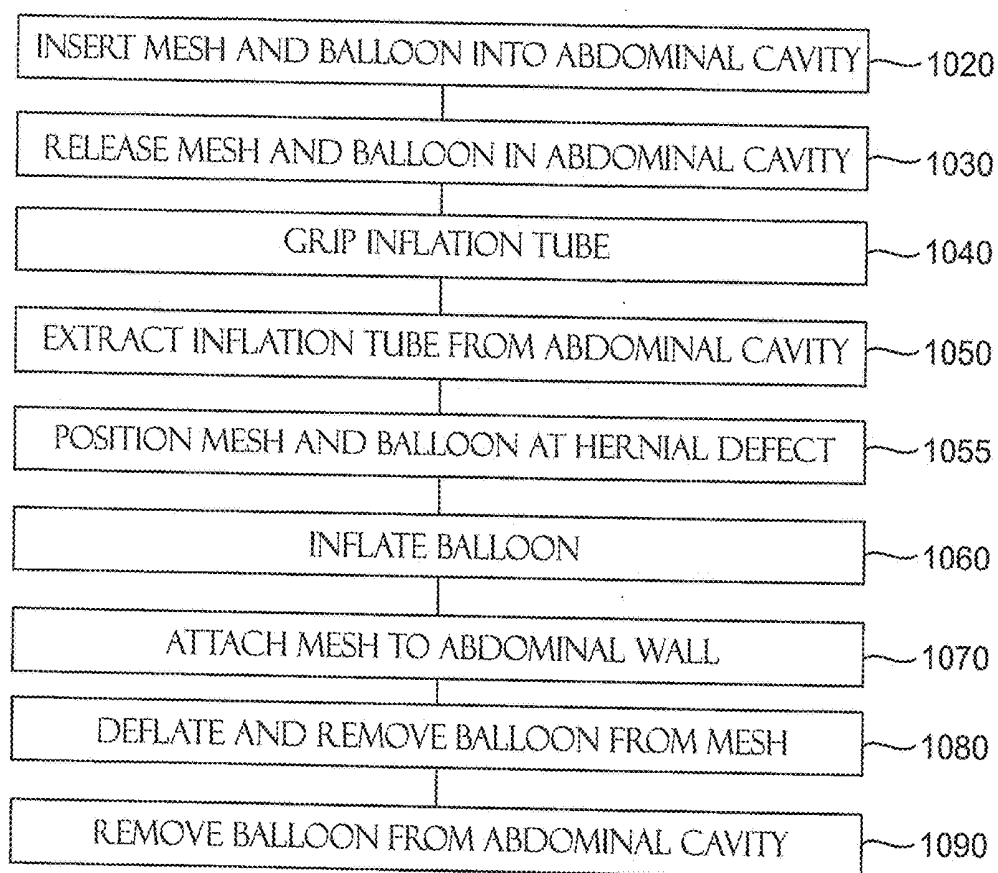 INSERT MESH AND BALLOON INTO ABDOMINAL CAVITY 1020
RELEASE MESH AND BALLOON IN ABDOMINAL CAVITY 1030
GRIP INFLATION TUBE 1040
EXTRACT INFLATION TUBE FROM ABDOMINAL CAVITY 1050
POSITION MESH AND BALLOON AT HERNIAL DEFECT 1055
INFLATE BALLOON 1060
ATTACH MESH TO ABDOMINAL WALL 1070
DEFLATE AND REMOVE BALLOON FROM MESH 1080
REMOVE BALLOON FROM ABDOMINAL CAVITY 1090